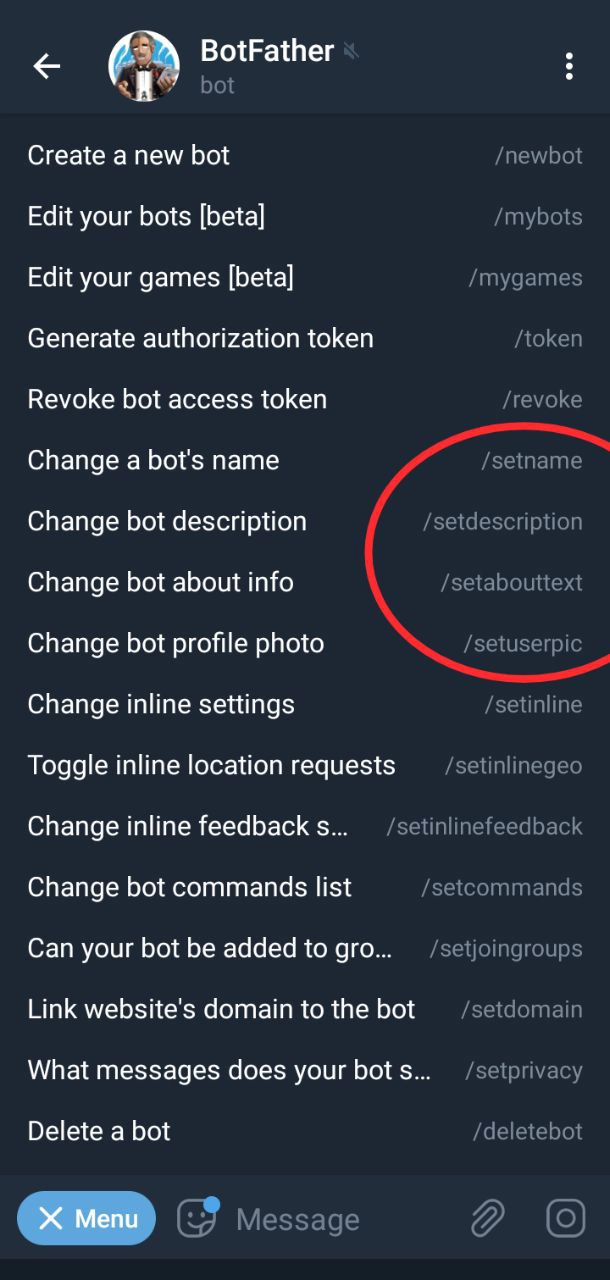 BotFather
bot
Create a new bot /newbot
Edit your bots [beta] /mybots
Edit your games [beta] /mygames
Generate authorization token /token
Revoke bot access token /revoke
Change a bot's name /setname
Change bot description /setdescription
Change bot about info /setabouttext
Change bot profile photo /setuserpic
Change inline settings /setinline
Toggle inline location requests /setinlinegeo
Change inline feedback s... /setinlinefeedback
Change bot commands list /setcommands
Can your bot be added to gro... /setjoingroups
Link website's domain to the bot /setdomain
What messages does your bot s... /setprivacy
Delete a bot /deletebot
Menu Message